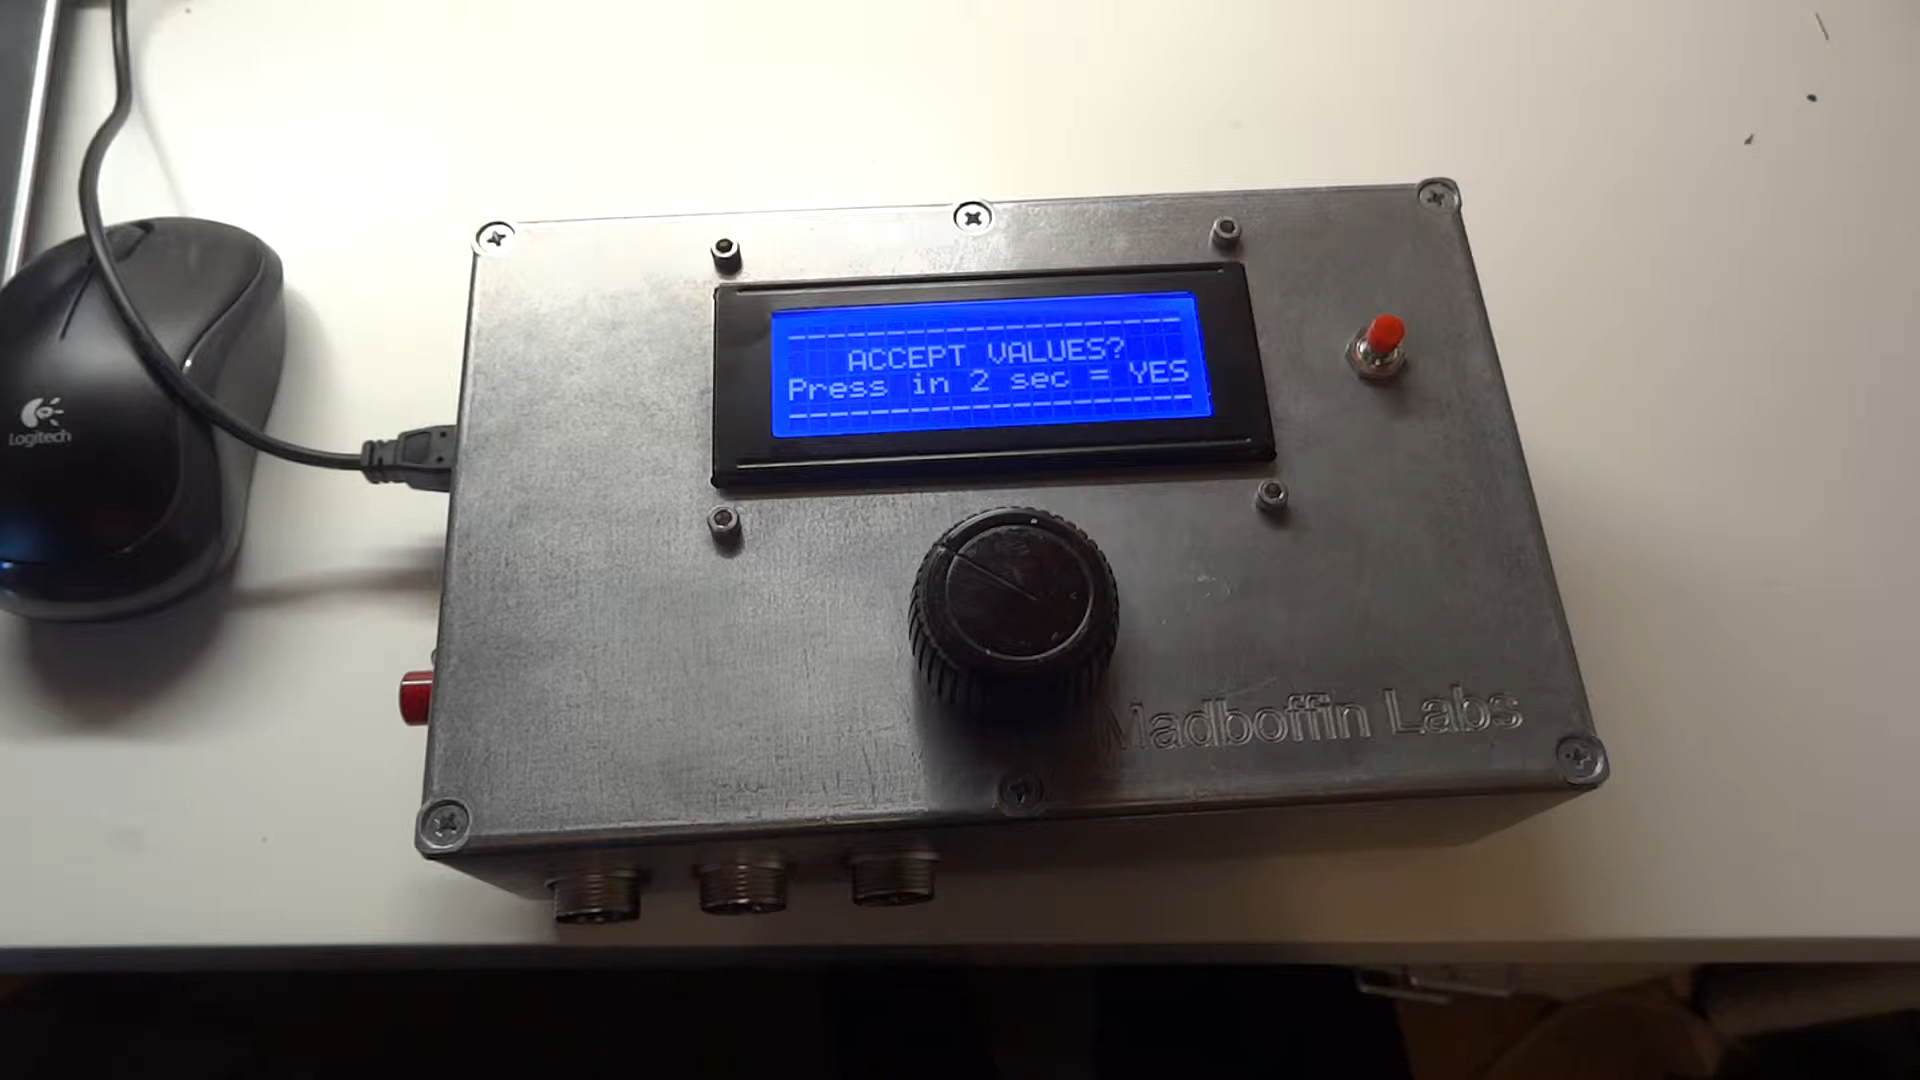 --------------------
ACCEPT VALUES?
Press in 2 sec = YES
--------------------
Logitech
Madboffin Labs